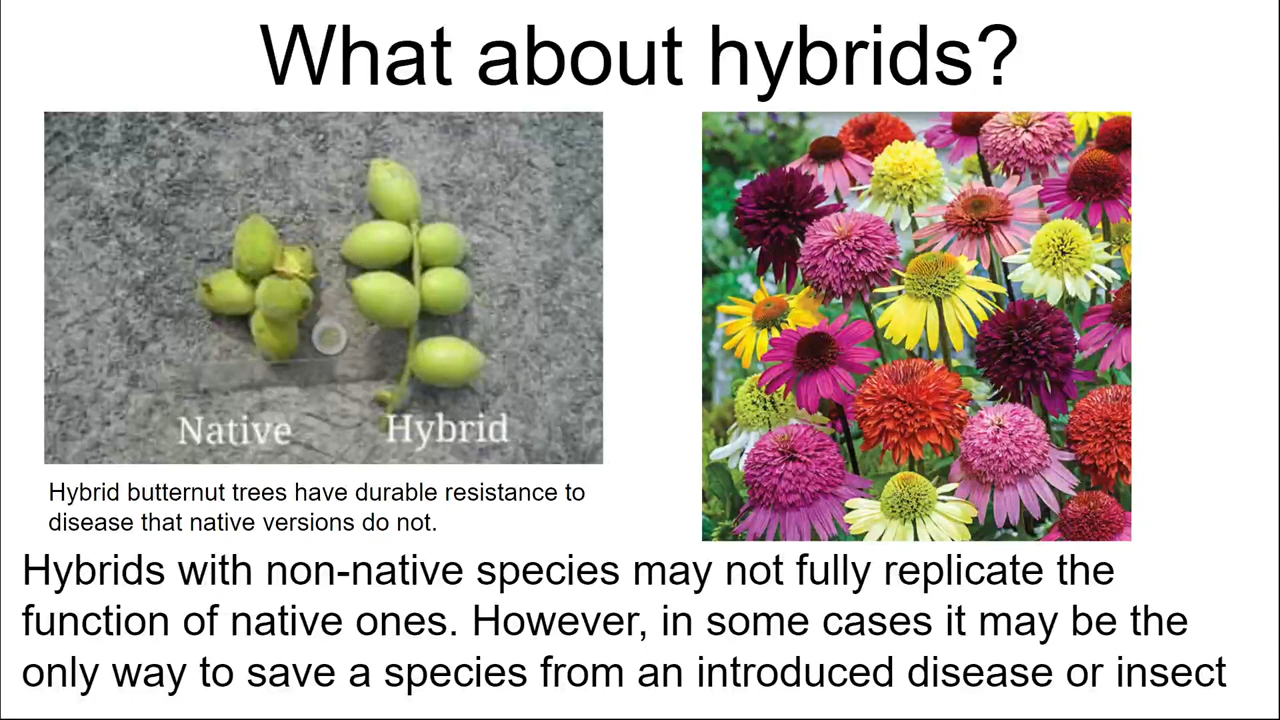 What about hybrids?
Native
Hybrid
Hybrid butternut trees have durable resistance to
disease that native versions do not.
Hybrids with non-native species may not fully replicate the
function of native ones. However, in some cases it may be the
only way to save a species from an introduced disease or insect